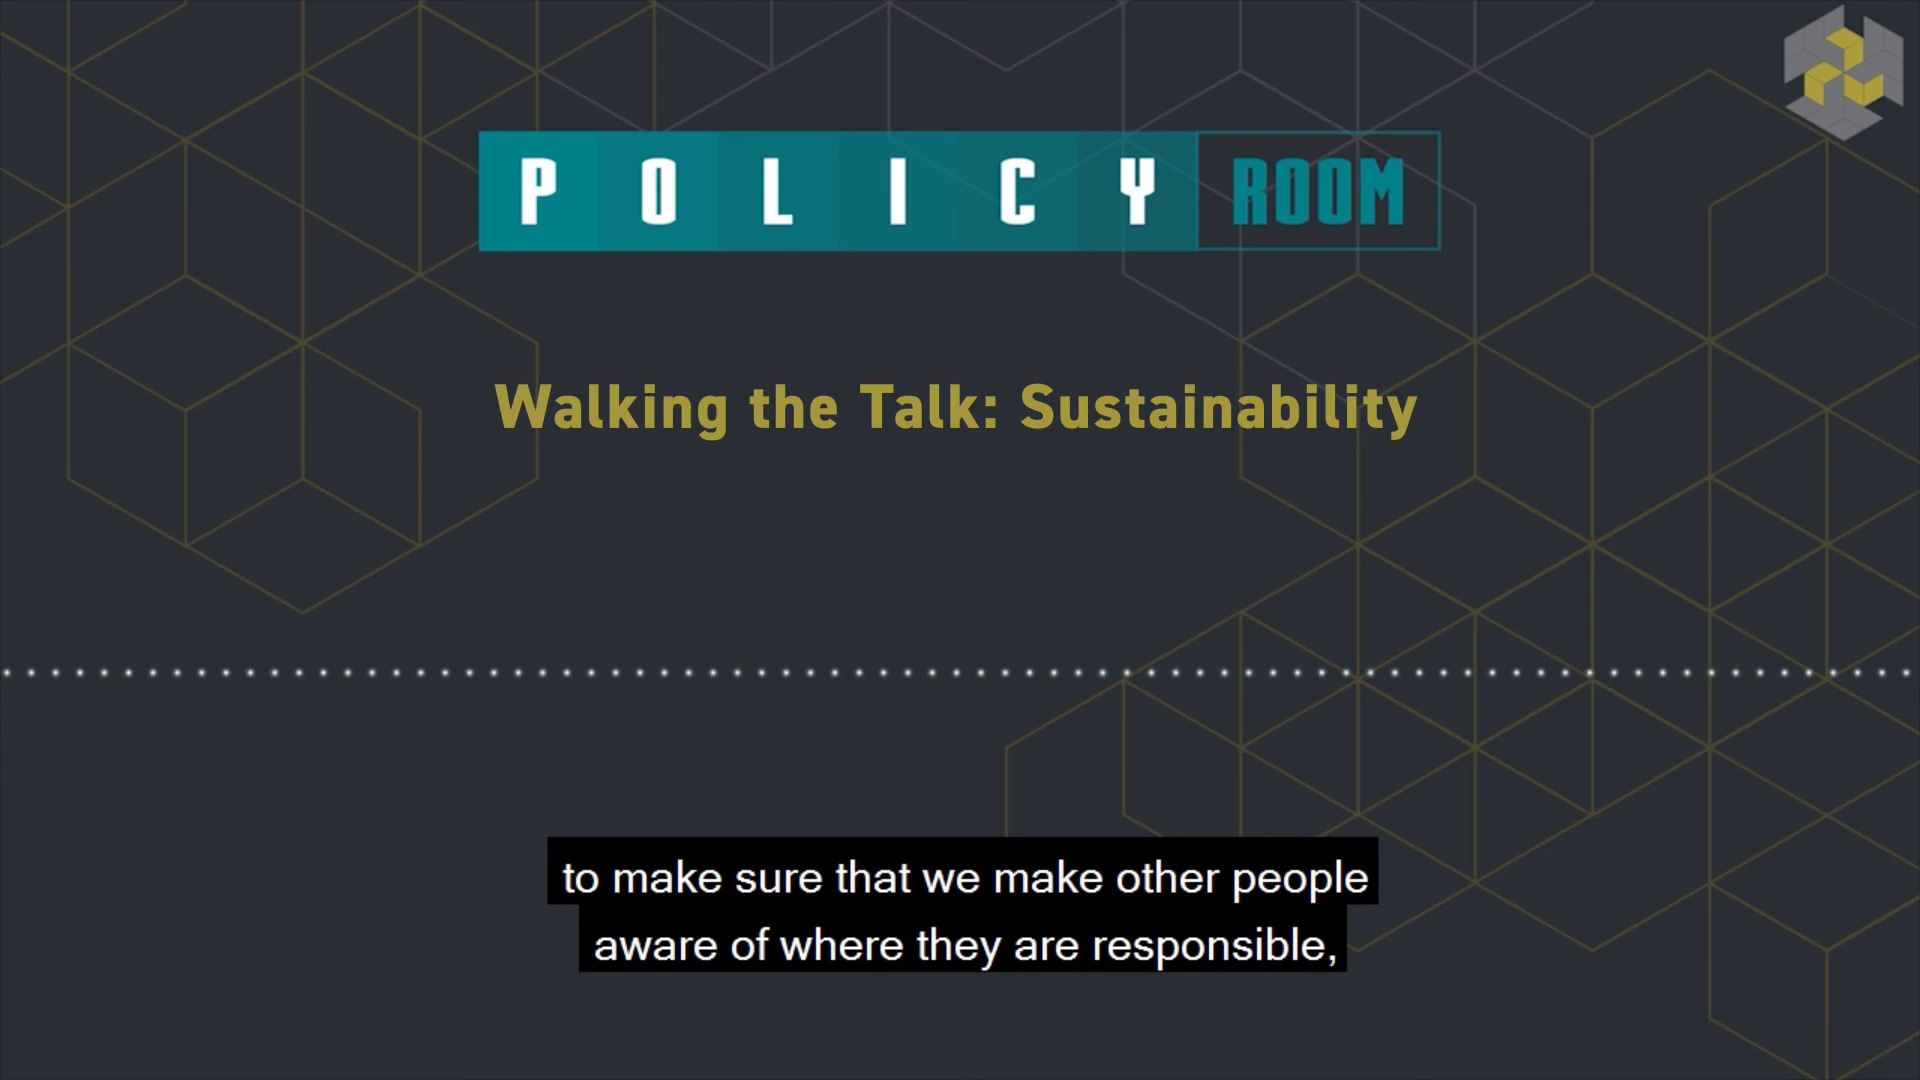 POLICY ROOM
Walking the Talk: Sustainability
to make sure that we make other people
aware of where they are responsible,